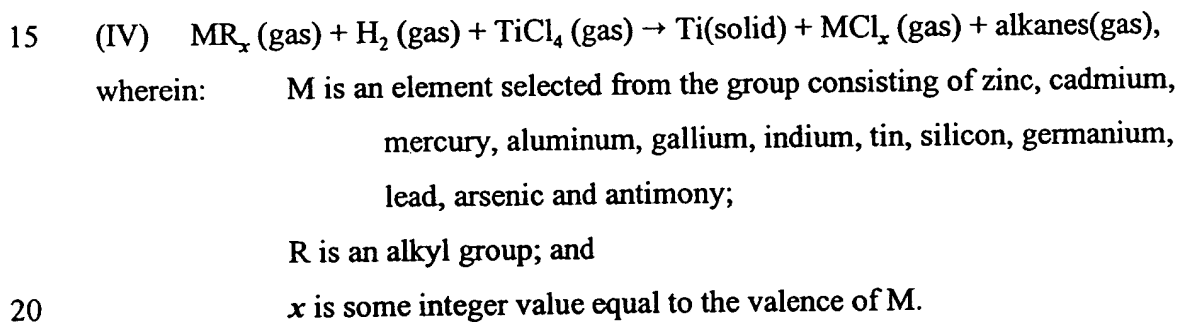 15 (IV) MRₓ (gas) + H₂ (gas) + TiCl₄ (gas) → Ti(solid) + MClₓ (gas) + alkanes(gas),
wherein: M is an element selected from the group consisting of zinc, cadmium,
mercury, aluminum, gallium, indium, tin, silicon, germanium,
lead, arsenic and antimony;
R is an alkyl group; and
20 x is some integer value equal to the valence of M.